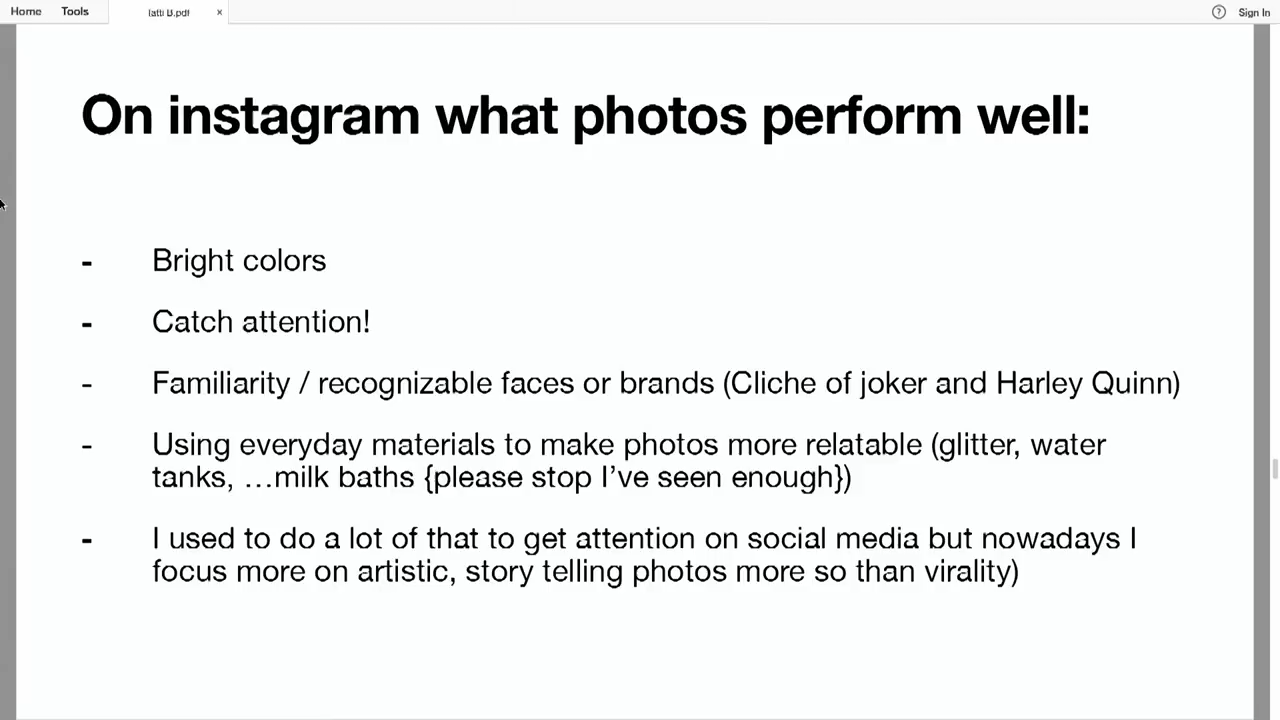 Home Tools .pdf × ? Sign In
On instagram what photos perform well:
- Bright colors
- Catch attention!
- Familiarity / recognizable faces or brands (Cliche of joker and Harley Quinn)
- Using everyday materials to make photos more relatable (glitter, water
tanks, …milk baths {please stop I’ve seen enough})
- I used to do a lot of that to get attention on social media but nowadays I
focus more on artistic, story telling photos more so than virality)